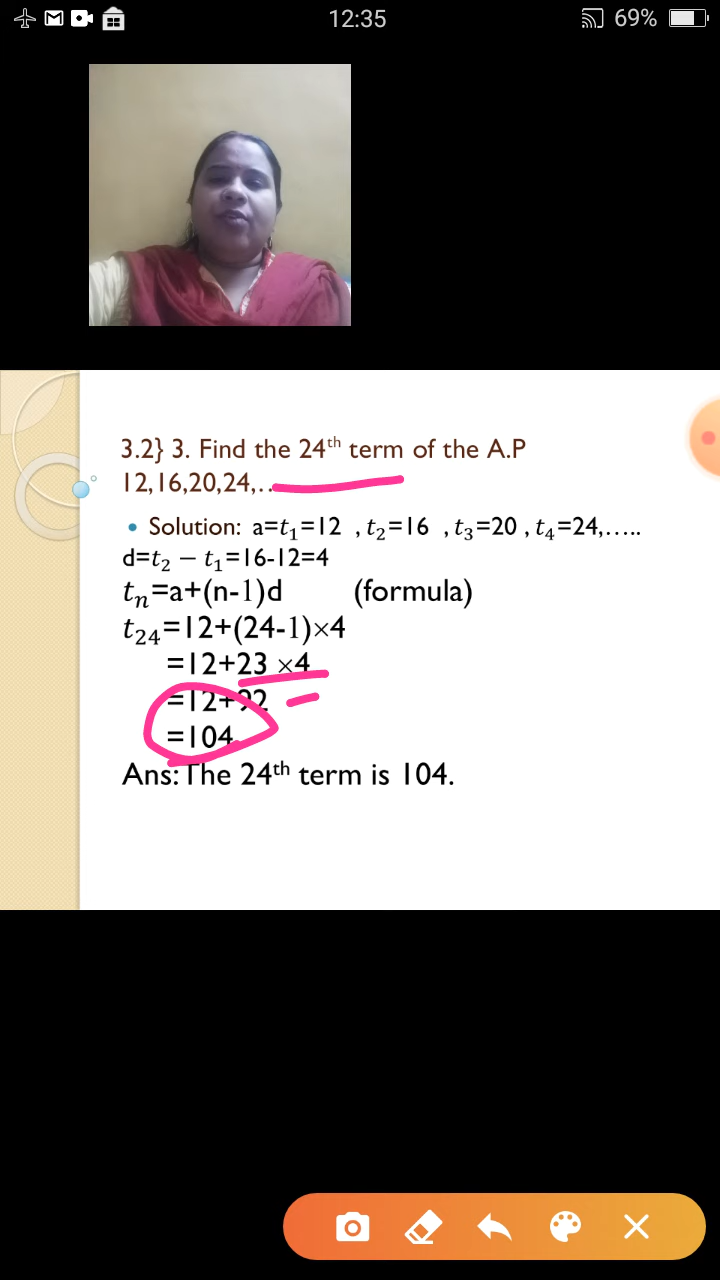 12:35
69%
3.2} 3. Find the 24th term of the A.P
12,16,20,24,...
• Solution: a=t₁=12 , t₂=16 , t₃=20 , t₄=24,.....
d=t₂ − t₁=16-12=4
tₙ=a+(n-1)d (formula)
t₂₄=12+(24-1)×4
=12+23 ×4
=12+92
=104
Ans: The 24th term is 104.